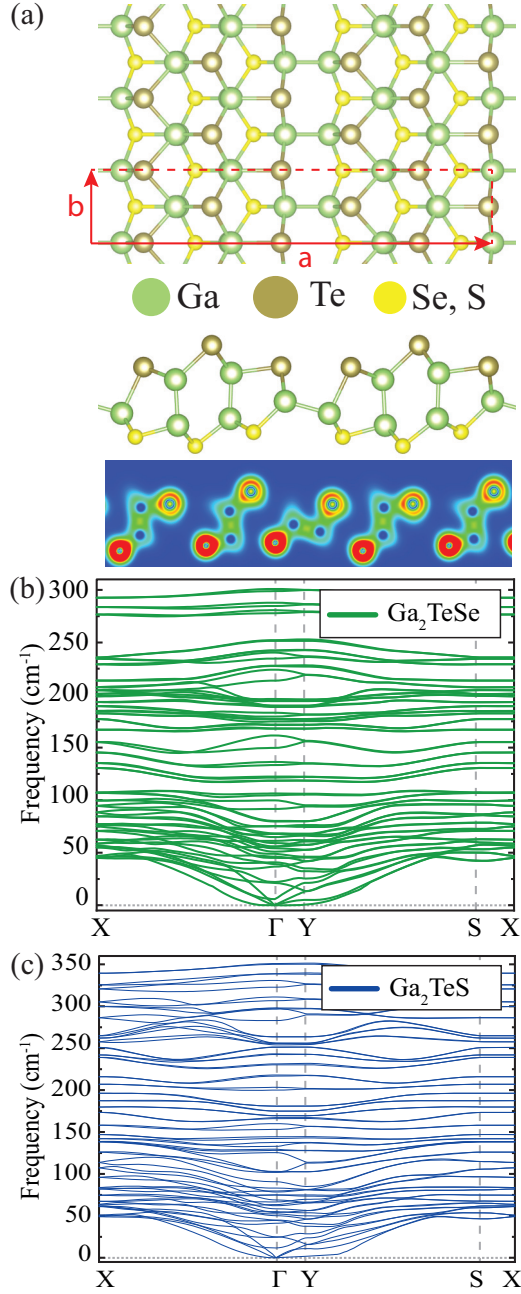 (a)
b
a
Ga Te Se, S
(b)
300
250
200
150
100
50
0
Frequency (cm⁻¹)
Ga₂TeSe
X Γ Y S X
(c)
350
300
250
200
150
100
50
0
Frequency (cm⁻¹)
Ga₂TeS
X Γ Y S X